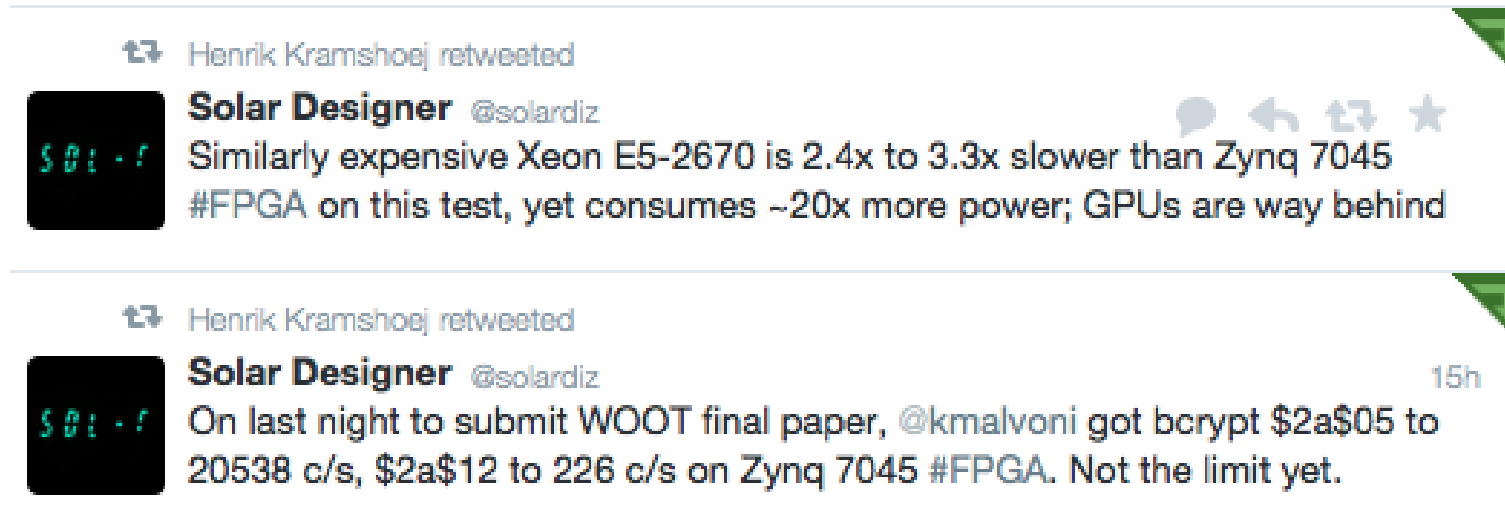 Henrik Kramshoej retweeted
Solar Designer @solardiz
Similarly expensive Xeon E5-2670 is 2.4x to 3.3x slower than Zynq 7045
#FPGA on this test, yet consumes ~20x more power; GPUs are way behind
Henrik Kramshoej retweeted
Solar Designer @solardiz 15h
On last night to submit WOOT final paper, @kmalvoni got bcrypt $2a$05 to
20538 c/s, $2a$12 to 226 c/s on Zynq 7045 #FPGA. Not the limit yet.